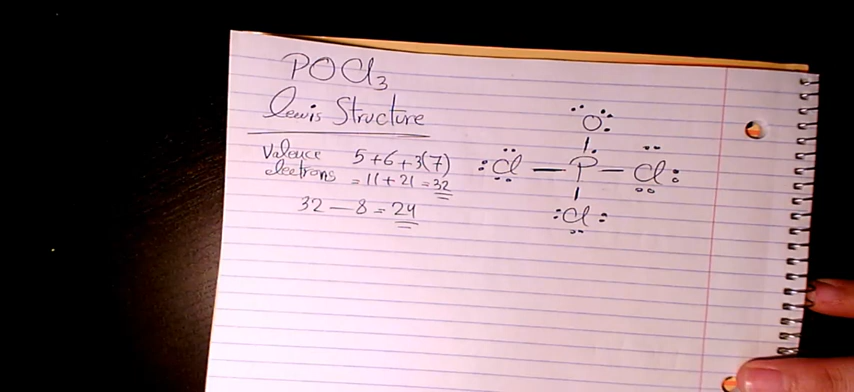 POCl3
Lewis Structure
Valence electrons 5+6+3(7)
=11+21=32
32—8=24
O
:Cl—P—Cl:
:Cl: